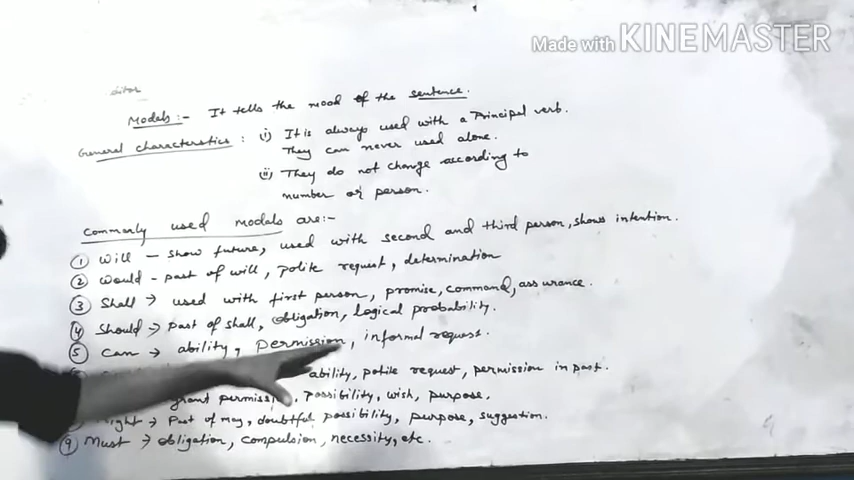 Made with KINEMASTER
Modals:- It tells the mood of the sentence.
General characteristics : (i) It is always used with a Principal verb.
They can never used alone.
(ii) They do not change according to
number or person.
Commonly used modals are:-
① Will - show future, used with second and third person, shows intention.
② Would - past of will, polite request, determination
③ Shall → used with first person, promise, command, assurance.
④ Should → Past of shall, obligation, logical probability.
⑤ Can → ability, permission, informal request.
ability, polite request, permission in past.
grant permission, possibility, wish, purpose.
might → Past of may, doubtful possibility, purpose, suggestion.
⑨ Must → obligation, compulsion, necessity, etc.